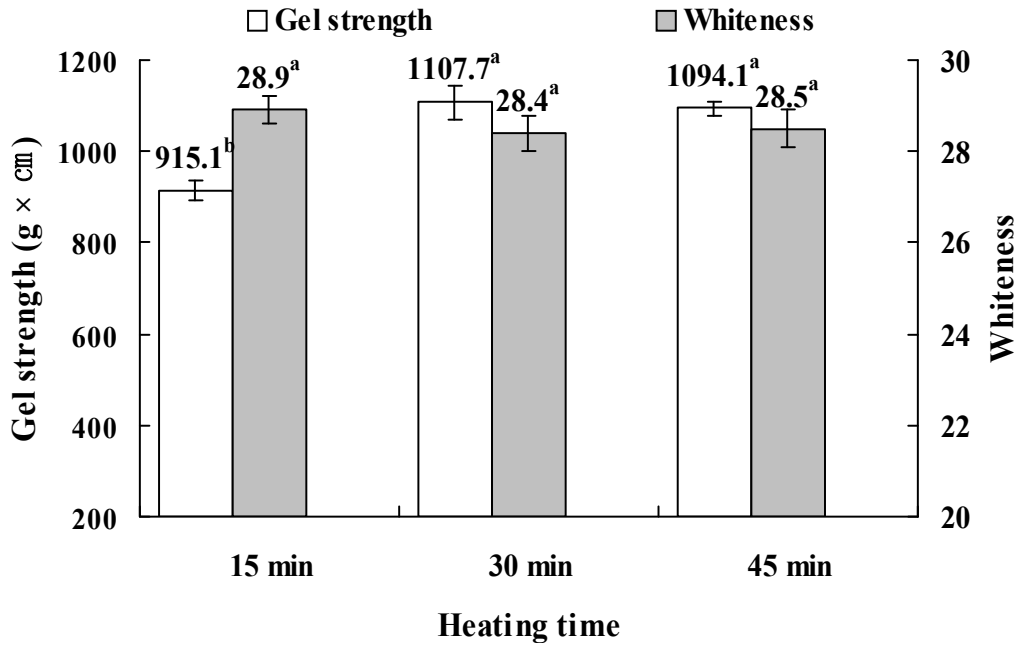 Gel strength
Whiteness
1200
1000
800
600
400
200
Gel strength (g × ㎝)
915.1b
28.9a
1107.7a
28.4a
1094.1a
28.5a
30
28
26
24
22
20
Whiteness
15 min
30 min
45 min
Heating time